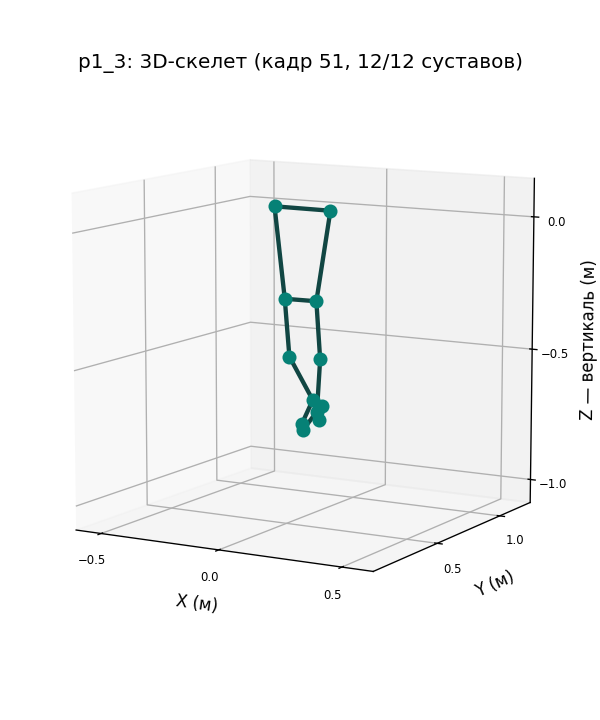 p1_3: 3D-скелет (кадр 51, 12/12 суставов)
0.0
−0.5
−1.0
Z — вертикаль (м)
1.0
0.5
Y (м)
−0.5
0.0
0.5
X (м)